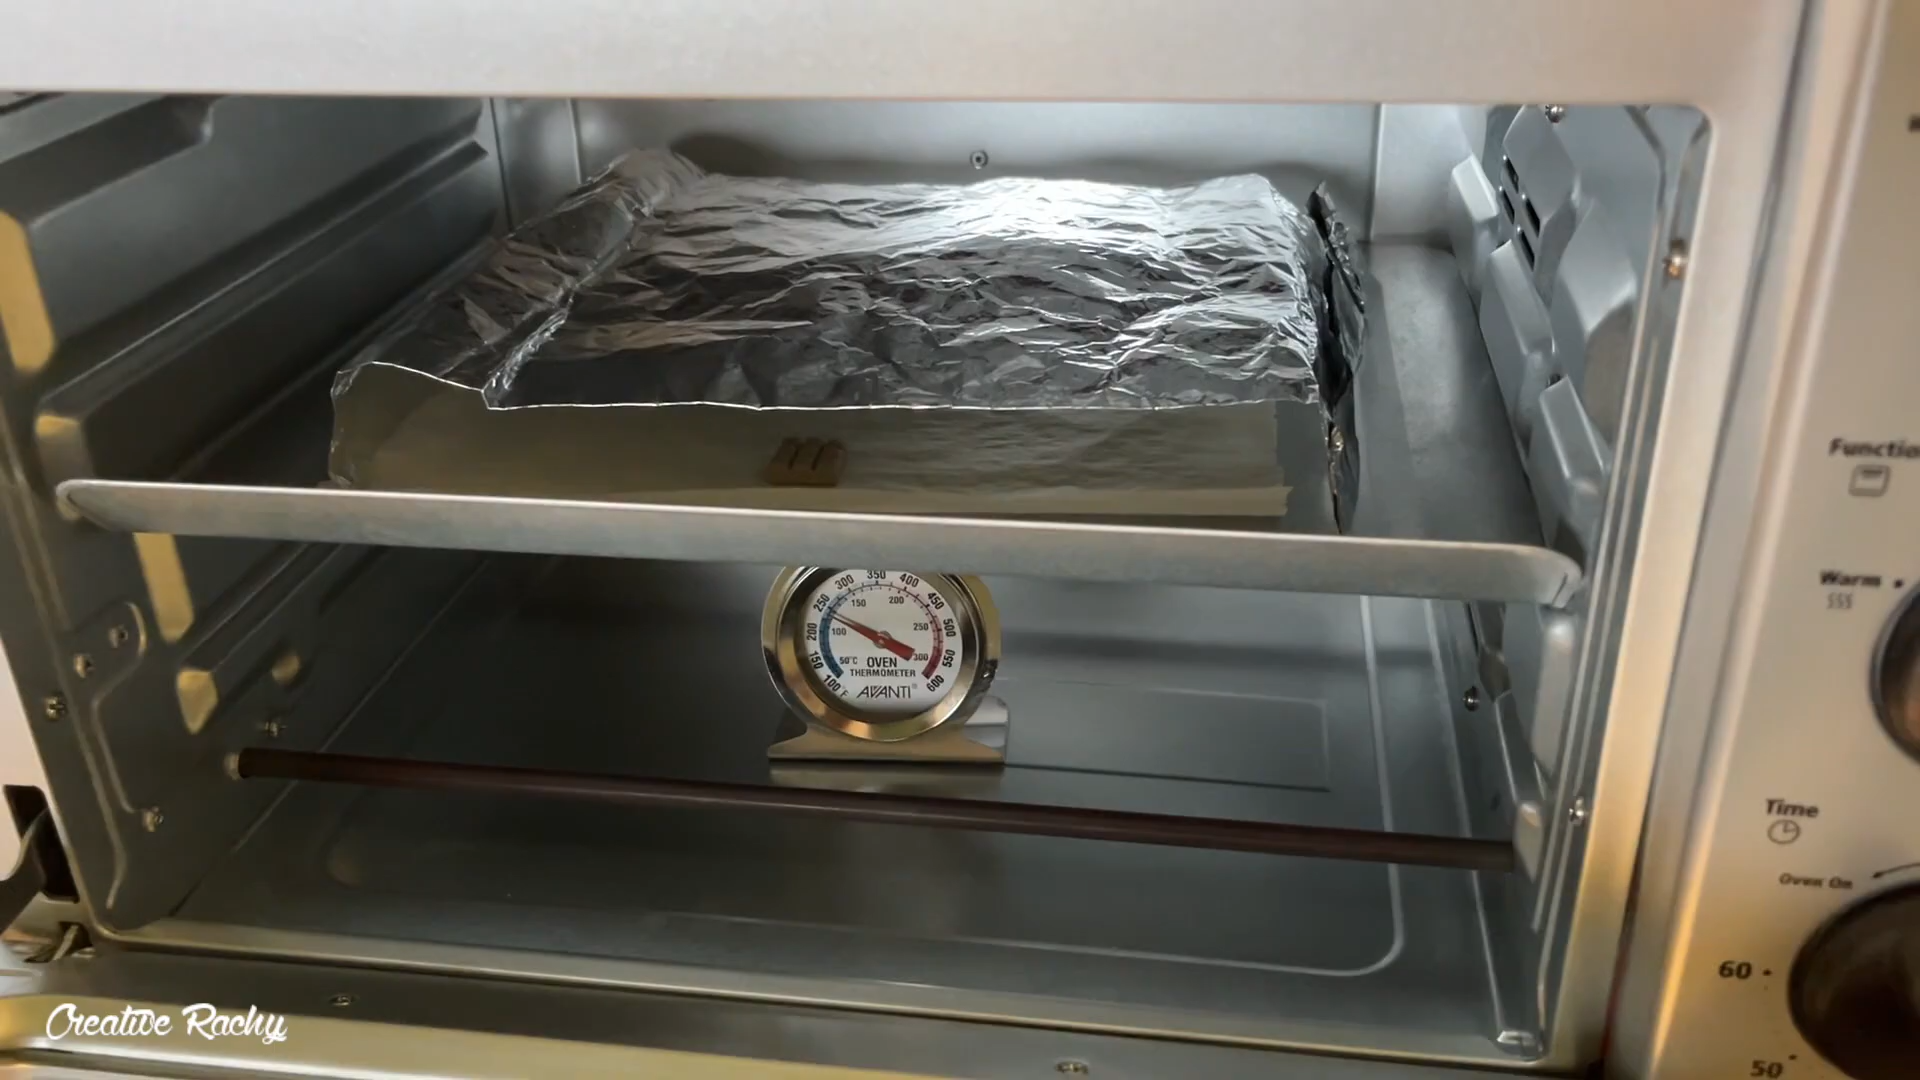 Functio
Warm
Time
Oven On
60
50
100°F 150 200 250 300 350 400 450 500 550 600
50°C 100 150 200 250 300
OVEN
THERMOMETER
AVANTI
Creative Rachy